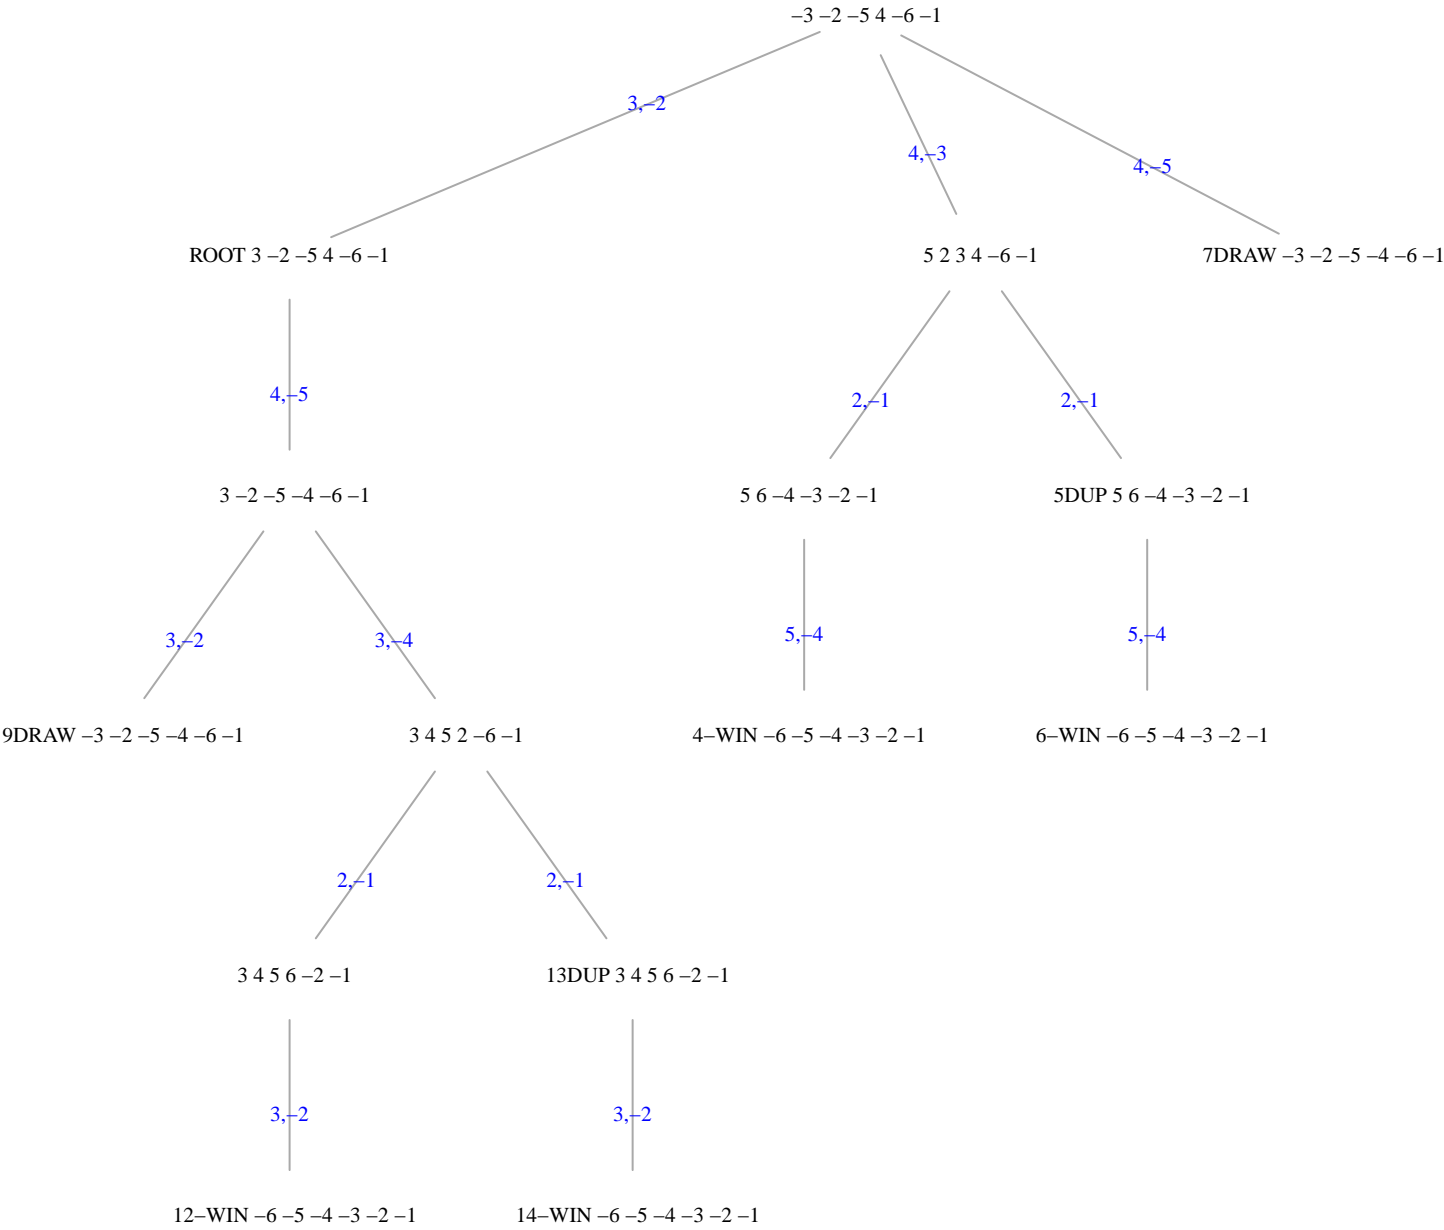 –3 –2 –5 4 –6 –1
3,–2
4,–3
4,–5
ROOT 3 –2 –5 4 –6 –1
5 2 3 4 –6 –1
7DRAW –3 –2 –5 –4 –6 –1
4,–5
2,–1
2,–1
3 –2 –5 –4 –6 –1
5 6 –4 –3 –2 –1
5DUP 5 6 –4 –3 –2 –1
3,–2
3,–4
5,–4
5,–4
9DRAW –3 –2 –5 –4 –6 –1
3 4 5 2 –6 –1
4–WIN –6 –5 –4 –3 –2 –1
6–WIN –6 –5 –4 –3 –2 –1
2,–1
2,–1
3 4 5 6 –2 –1
13DUP 3 4 5 6 –2 –1
3,–2
3,–2
12–WIN –6 –5 –4 –3 –2 –1
14–WIN –6 –5 –4 –3 –2 –1